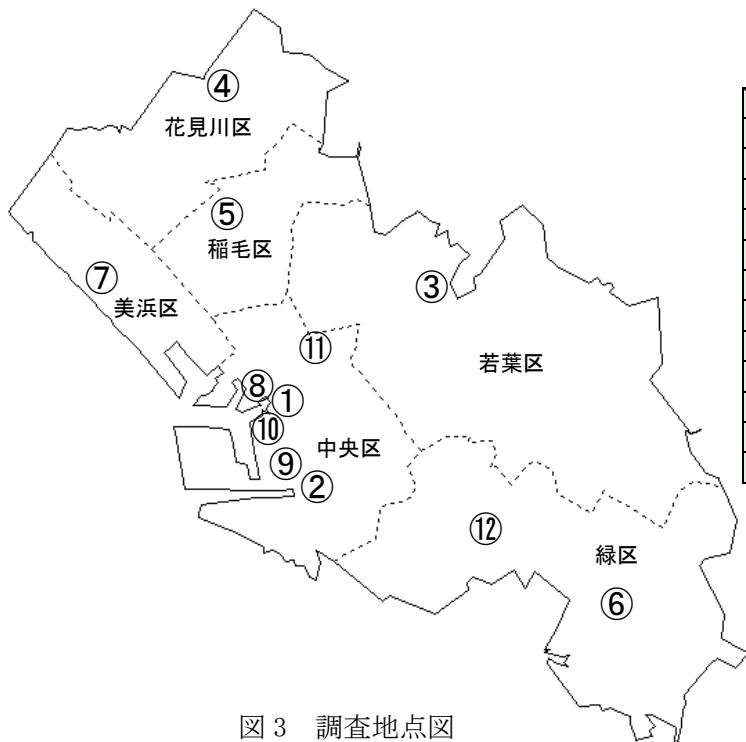 ④
花見川区
⑤
稲毛区
③
⑦
美浜区
⑪
若葉区
⑧
①
⑩
中央区
⑨
②
⑫
緑区
⑥
図3 調査地点図